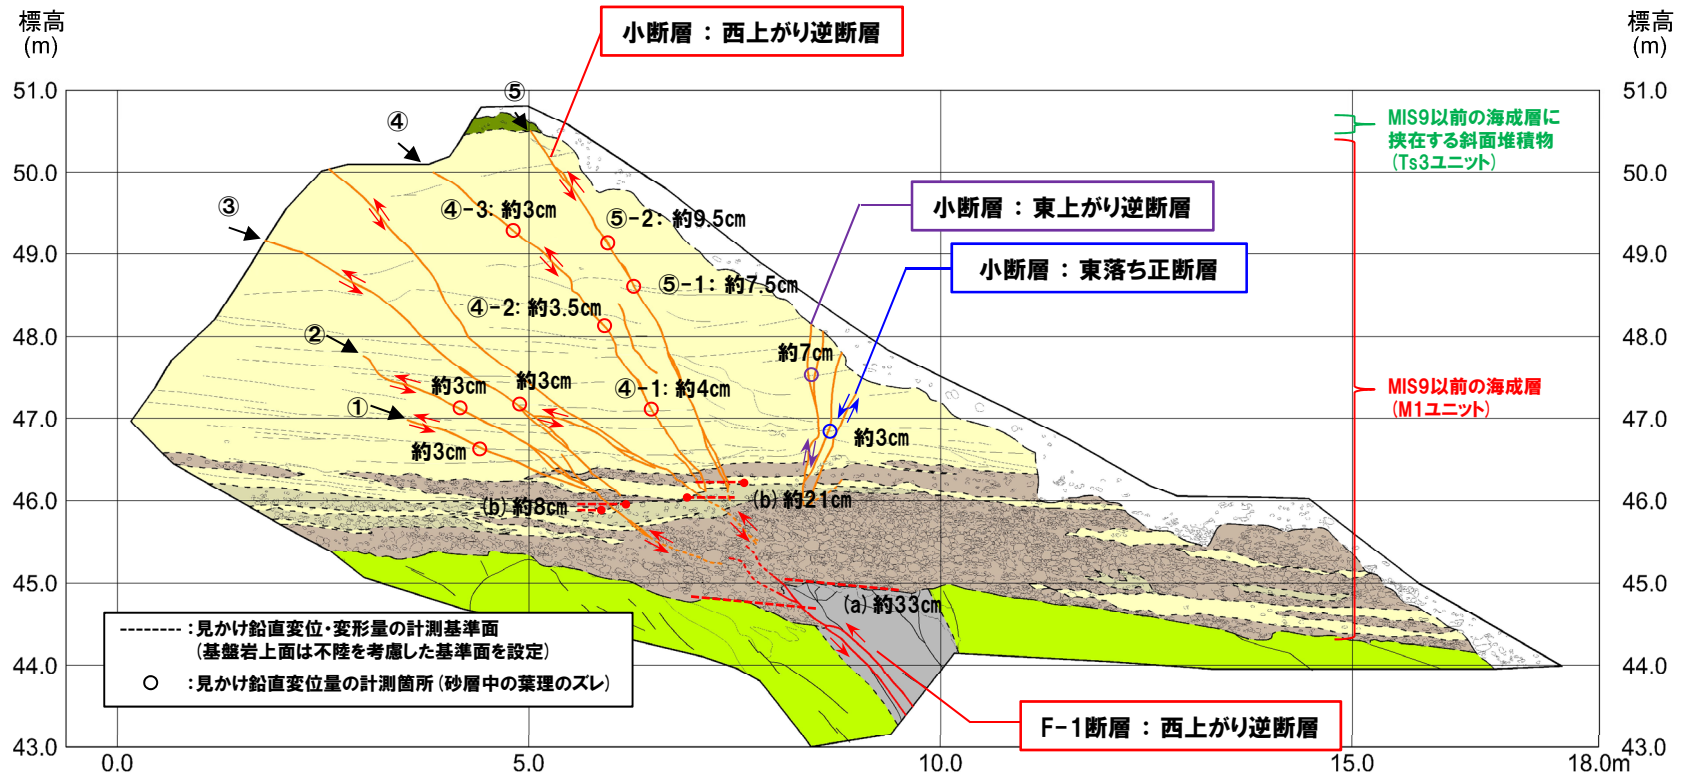 標高
(m)
小断層 : 西上がり逆断層
標高
(m)
51.0
⑤
51.0
④
MIS9以前の海成層に
挟在する斜面堆積物
(Ts3ユニット)
50.0
50.0
③
④-3: 約3cm
⑤-2: 約9.5cm
小断層 : 東上がり逆断層
49.0
49.0
小断層 : 東落ち正断層
⑤-1: 約7.5cm
④-2: 約3.5cm
48.0
②
48.0
約7cm
約3cm
約3cm
④-1: 約4cm
MIS9以前の海成層
(M1ユニット)
①
47.0
47.0
約3cm
約3cm
46.0
(b) 約8cm
(b) 約21cm
46.0
45.0
45.0
(a) 約33cm
:見かけ鉛直変位・変形量の計測基準面
(基盤岩上面は不陸を考慮した基準面を設定)
44.0
44.0
:見かけ鉛直変位量の計測箇所(砂層中の葉理のズレ)
F-1断層 : 西上がり逆断層
43.0
43.0
0.0
5.0
10.0
15.0
18.0m